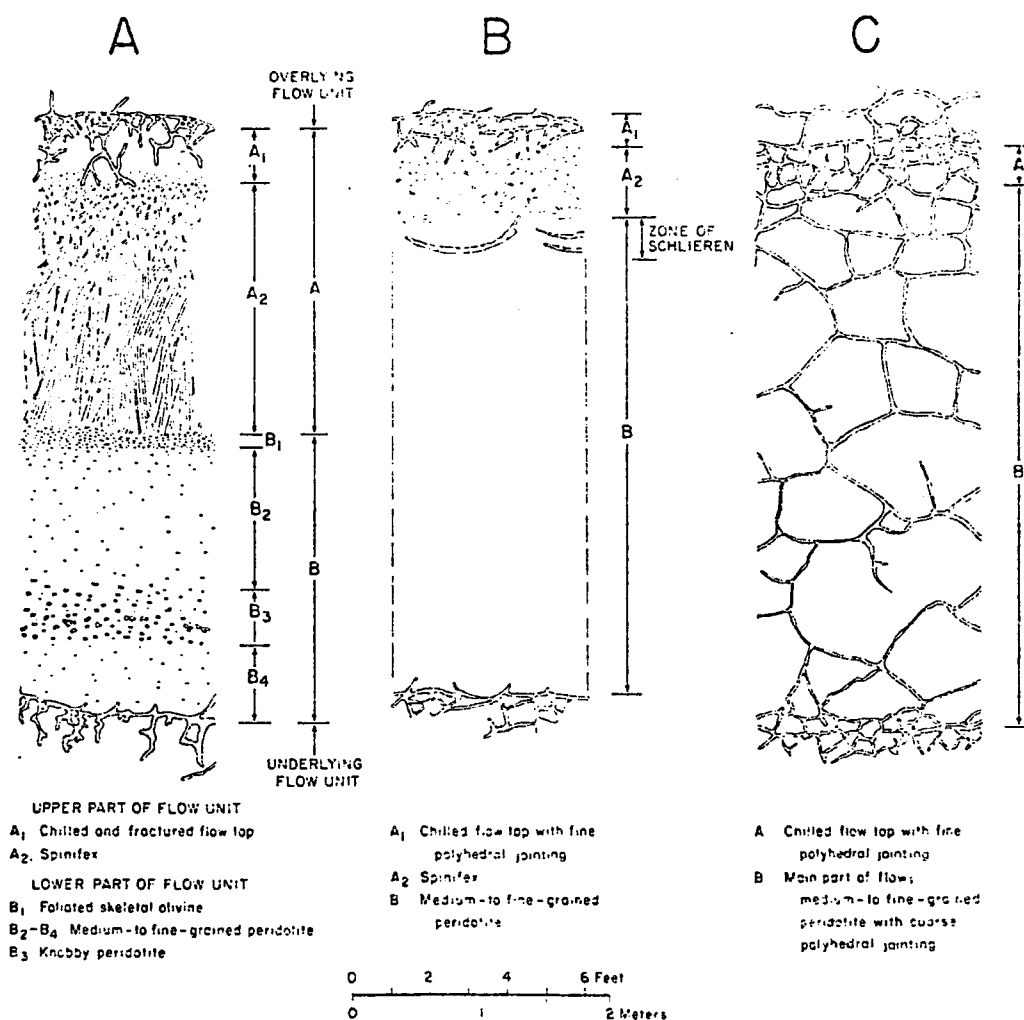 A
B
C
OVERLYING
FLOW UNIT
A1
A2
A
B1
B2
B3
B4
B
UNDERLYING
FLOW UNIT
A1
A2
ZONE OF
SCHLIEREN
B
A
B
UPPER PART OF FLOW UNIT
A1 Chilled and fractured flow top
A2. Spinifex
LOWER PART OF FLOW UNIT
B1 Foliated skeletal olivine
B2-B4 Medium-to fine-grained peridotite
B3 Knobby peridotite
A1 Chilled flow top with fine
polyhedral jointing
A2 Spinifex
B Medium-to fine-grained
peridotite
A Chilled flow top with fine
polyhedral jointing
B Main part of flow;
medium-to fine-grained
peridotite with coarse
polyhedral jointing
0 2 4 6 Feet
0 1 2 Meters